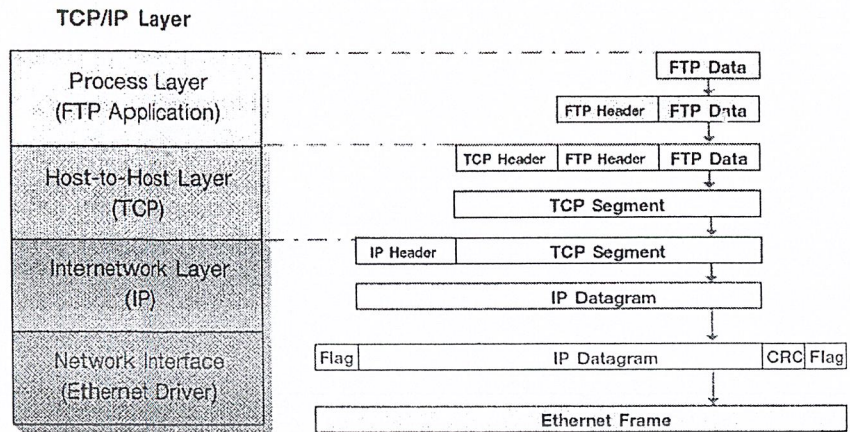 TCP/IP Layer
Process Layer
(FTP Application)
FTP Data
FTP Header FTP Data
Host-to-Host Layer
(TCP)
TCP Header FTP Header FTP Data
TCP Segment
Internetwork Layer
(IP)
IP Header TCP Segment
IP Datagram
Network Interface
(Ethernet Driver)
Flag IP Datagram CRC Flag
Ethernet Frame